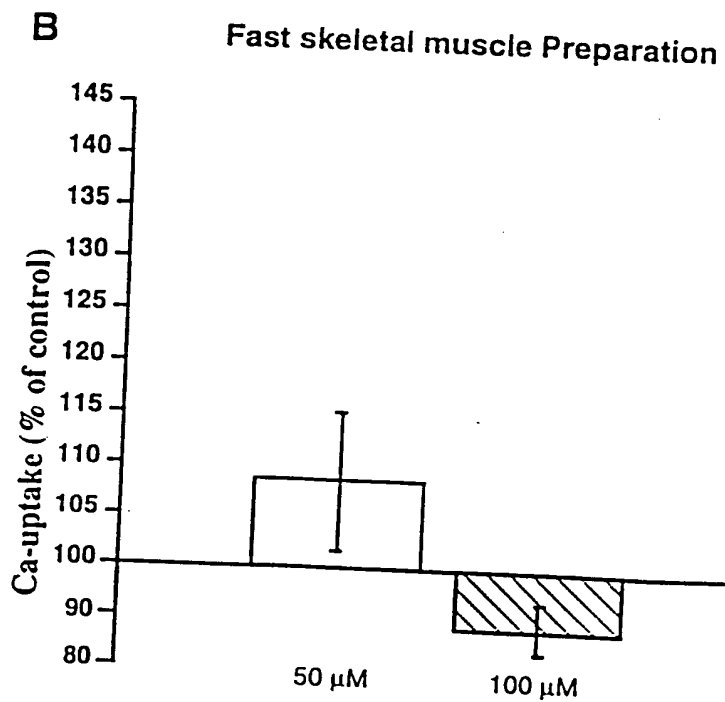 B
Fast skeletal muscle Preparation
145
140
135
130
125
120
115
110
105
100
90
80
Ca-uptake (% of control)
50 µM
100 µM